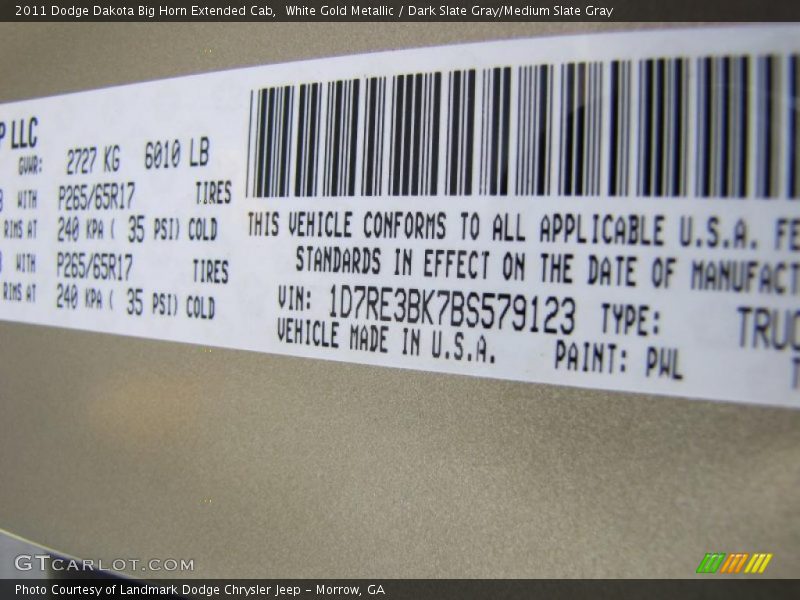 2011 Dodge Dakota Big Horn Extended Cab,  White Gold Metallic / Dark Slate Gray/Medium Slate Gray
P LLC
GVWR: 2727 KG 6010 LB
WITH P265/65R17 TIRES
RIMS AT 240 KPA ( 35 PSI) COLD
WITH P265/65R17 TIRES
RIMS AT 240 KPA ( 35 PSI) COLD
THIS VEHICLE CONFORMS TO ALL APPLICABLE U.S.A. FE
STANDARDS IN EFFECT ON THE DATE OF MANUFACT
VIN: 1D7RE3BK7BS579123 TYPE: TRUC
VEHICLE MADE IN U.S.A. PAINT: PWL
GTCARLOT.COM
Photo Courtesy of Landmark Dodge Chrysler Jeep – Morrow, GA